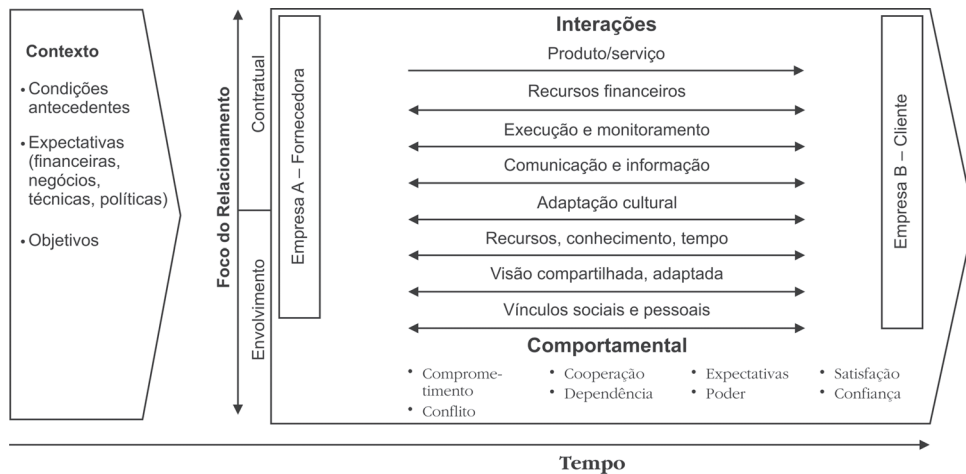 Contexto
• Condições
antecedentes
• Expectativas
(financeiras,
negócios,
técnicas, políticas)
• Objetivos
Foco do Relacionamento
Contratual
Envolvimento
Empresa A – Fornecedora
Interações
Produto/serviço
Recursos financeiros
Execução e monitoramento
Comunicação e informação
Adaptação cultural
Recursos, conhecimento, tempo
Visão compartilhada, adaptada
Vínculos sociais e pessoais
Empresa B – Cliente
Comportamental
• Comprome-
timento
• Conflito
• Cooperação
• Dependência
• Expectativas
• Poder
• Satisfação
• Confiança
Tempo